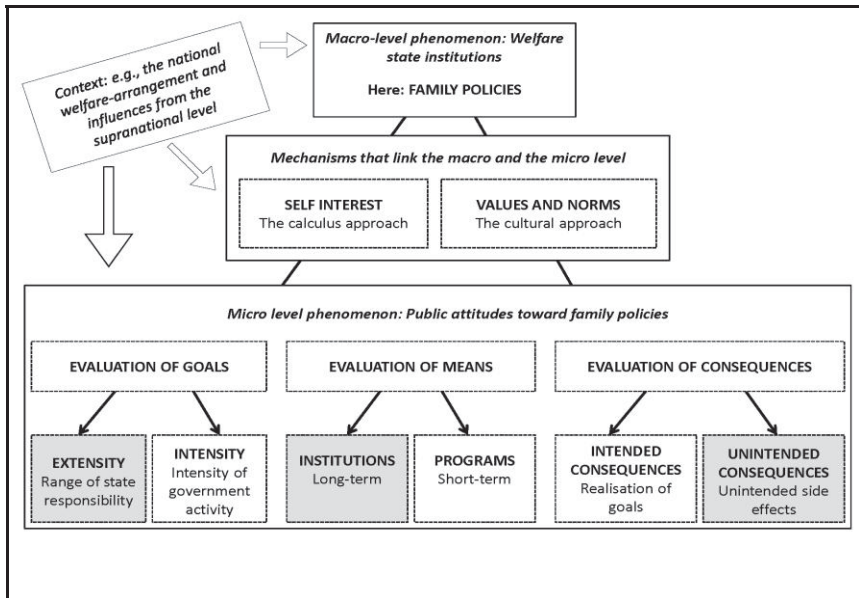 Macro-level phenomenon: Welfare
state institutions
Here: FAMILY POLICIES
Context: e.g., the national
welfare-arrangement and
influences from the
supranational level
Mechanisms that link the macro and the micro level
SELF INTEREST
The calculus approach
VALUES AND NORMS
The cultural approach
Micro level phenomenon: Public attitudes toward family policies
EVALUATION OF GOALS
EVALUATION OF MEANS
EVALUATION OF CONSEQUENCES
EXTENSITY
Range of state
responsibility
INTENSITY
Intensity of
government
activity
INSTITUTIONS
Long-term
PROGRAMS
Short-term
INTENDED
CONSEQUENCES
Realisation of
goals
UNINTENDED
CONSEQUENCES
Unintended side
effects